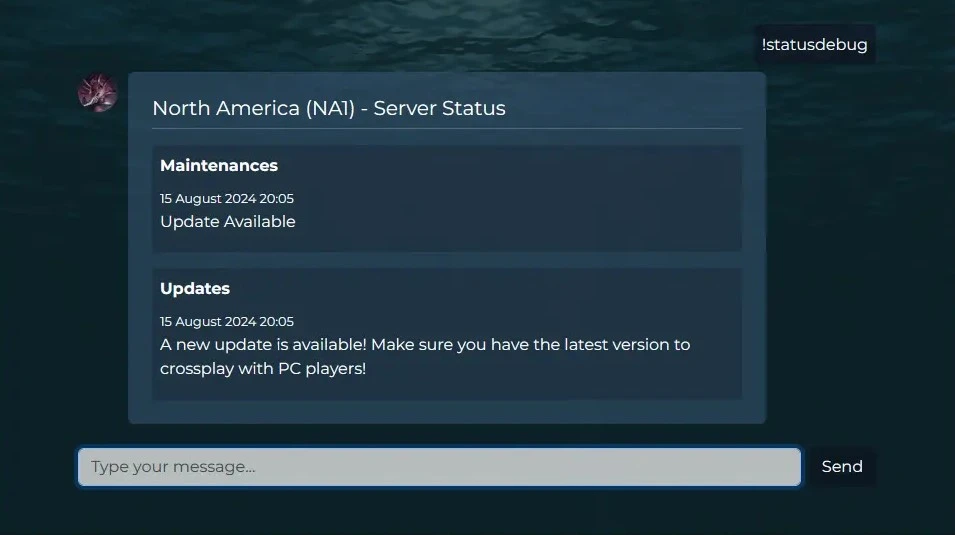 !statusdebug
North America (NA1) - Server Status
Maintenances
15 August 2024 20:05
Update Available
Updates
15 August 2024 20:05
A new update is available! Make sure you have the latest version to
crossplay with PC players!
Type your message...
Send